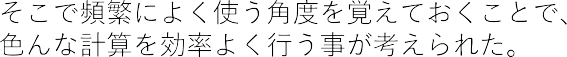 そこで頻繁によく使う角度を覚えておくことで、
色んな計算を効率よく行う事が考えられた。